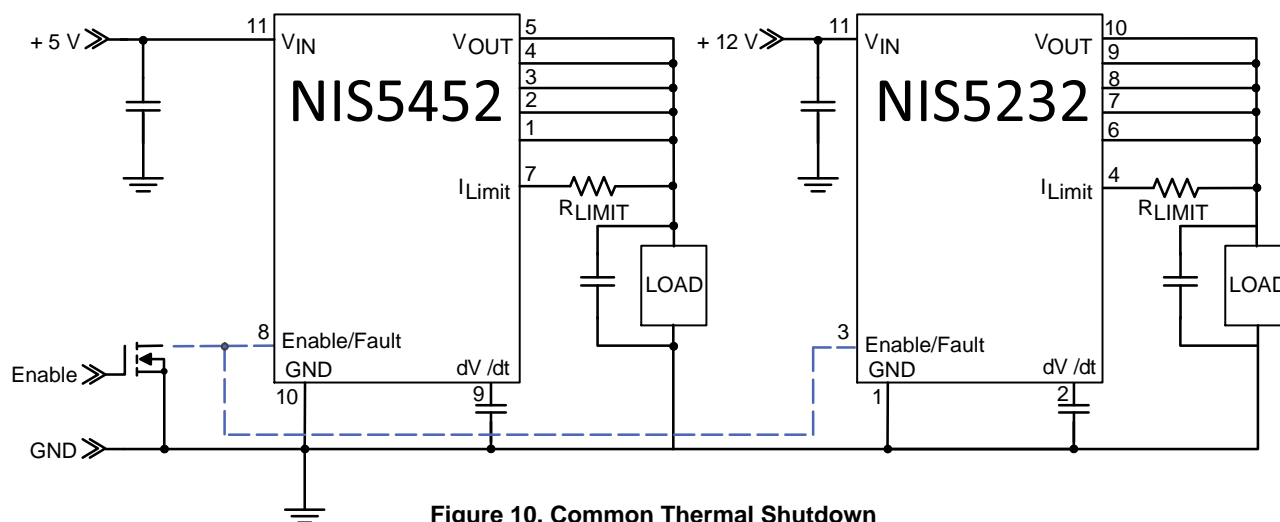 + 5 V
11
V_IN
NIS5452
V_OUT
5
4
3
2
1
7
I_Limit
R_LIMIT
LOAD
8
Enable/Fault
GND
10
dV /dt
9
Enable
GND
+ 12 V
11
V_IN
NIS5232
V_OUT
10
9
8
7
6
4
I_Limit
R_LIMIT
LOAD
3
Enable/Fault
GND
1
dV /dt
2
Figure 10. Common Thermal Shutdown